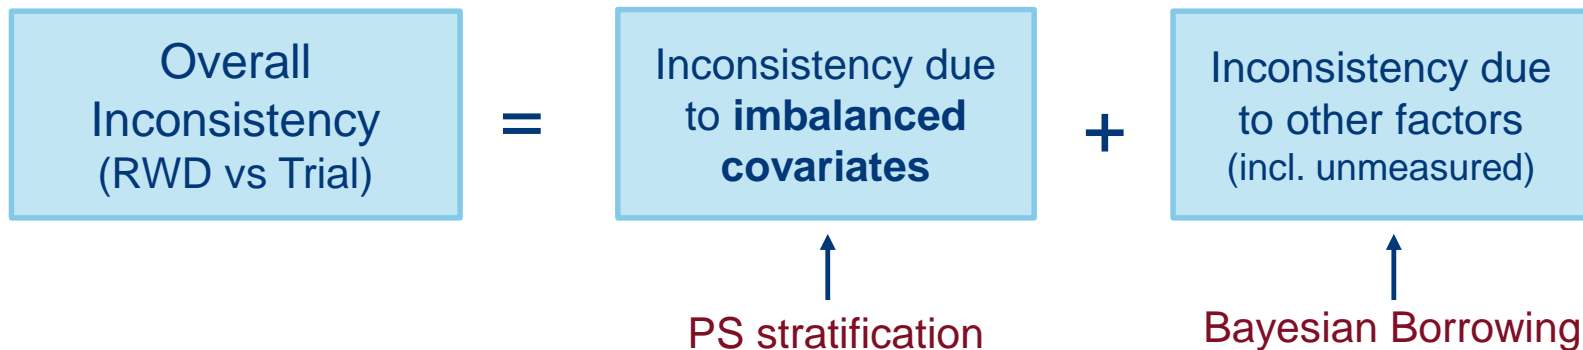 Overall
Inconsistency
(RWD vs Trial)
=
Inconsistency due
to imbalanced
covariates
+
Inconsistency due
to other factors
(incl. unmeasured)
PS stratification
Bayesian Borrowing